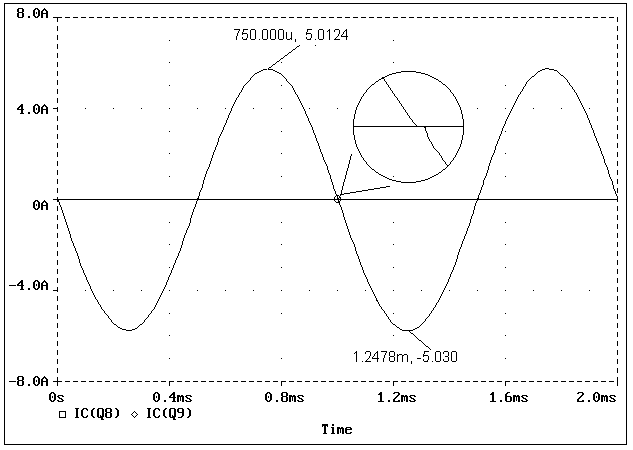 8.0A
750.000u, 5.0124
4.0A
0A
-4.0A
1.2478m, -5.030
-8.0A
0s 0.4ms 0.8ms 1.2ms 1.6ms 2.0ms
□ IC(Q8) ◇ IC(Q9)
Time